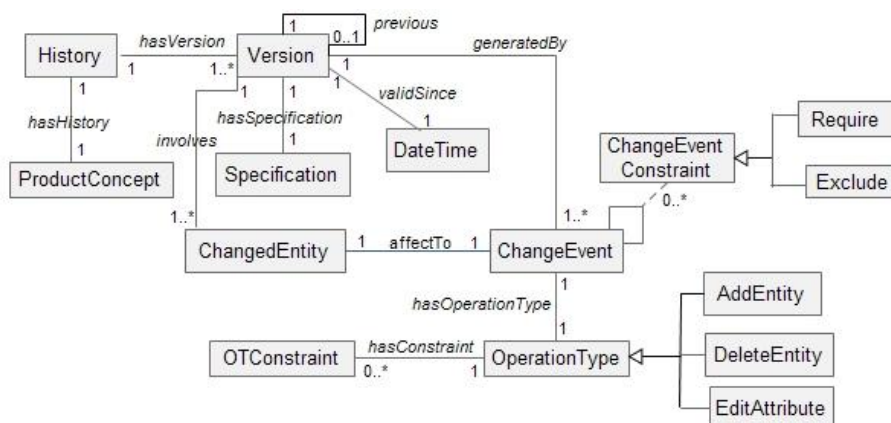 previous
1
0..1
hasVersion
generatedBy
History
Version
1
1..*
1
1
1
1
1
validSince
hasSpecification
hasHistory
involves
1
1
1
DateTime
ProductConcept
Specification
ChangeEvent
Constraint
Require
Exclude
0..*
1..*
1..*
ChangedEntity
1
affectTo
1
ChangeEvent
1
hasOperationType
1
AddEntity
OTConstraint
hasConstraint
0..*
1
OperationType
DeleteEntity
EditAttribute